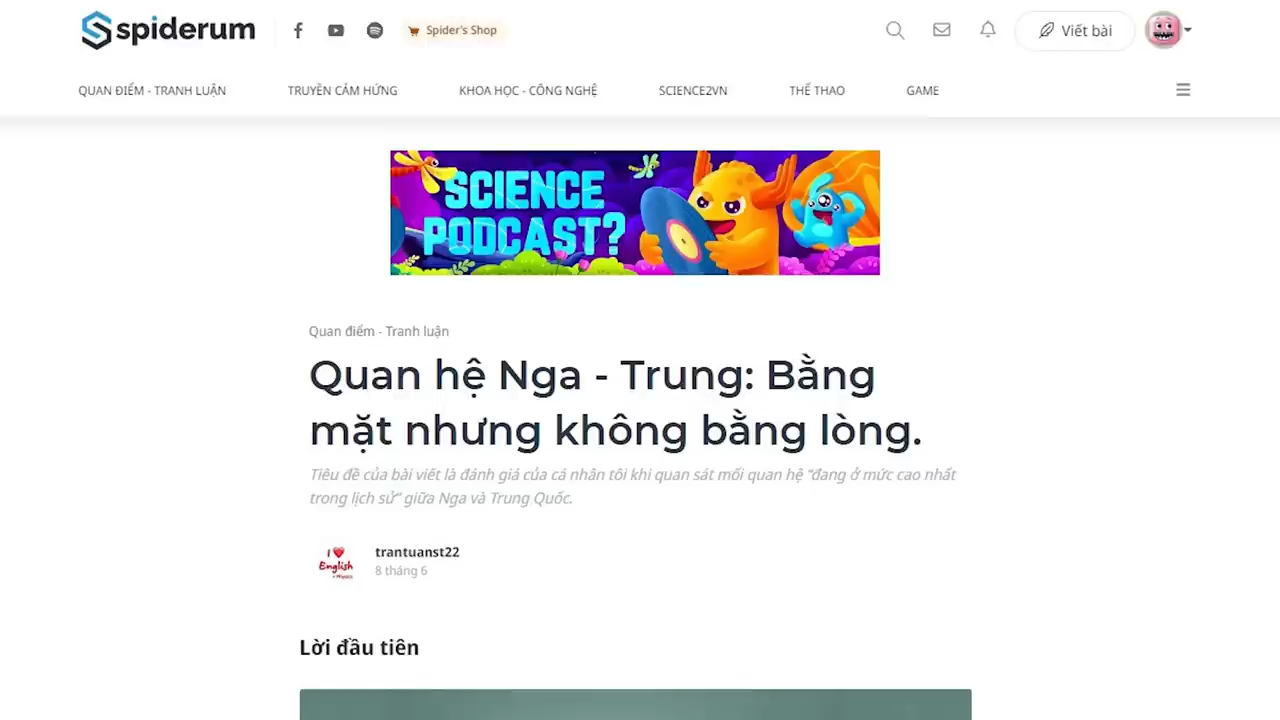 spiderum
Spider's Shop
Viết bài
QUAN ĐIỂM - TRANH LUẬN
TRUYỀN CẢM HỨNG
KHOA HỌC - CÔNG NGHỆ
SCIENCE2VN
THỂ THAO
GAME
SCIENCE
PODCAST?
Quan điểm - Tranh luận
Quan hệ Nga - Trung: Bằng
mặt nhưng không bằng lòng.
Tiêu đề của bài viết là đánh giá của cá nhân tôi khi quan sát mối quan hệ “đang ở mức cao nhất
trong lịch sử” giữa Nga và Trung Quốc.
I
English
+ Physics
trantuanst22
8 tháng 6
Lời đầu tiên